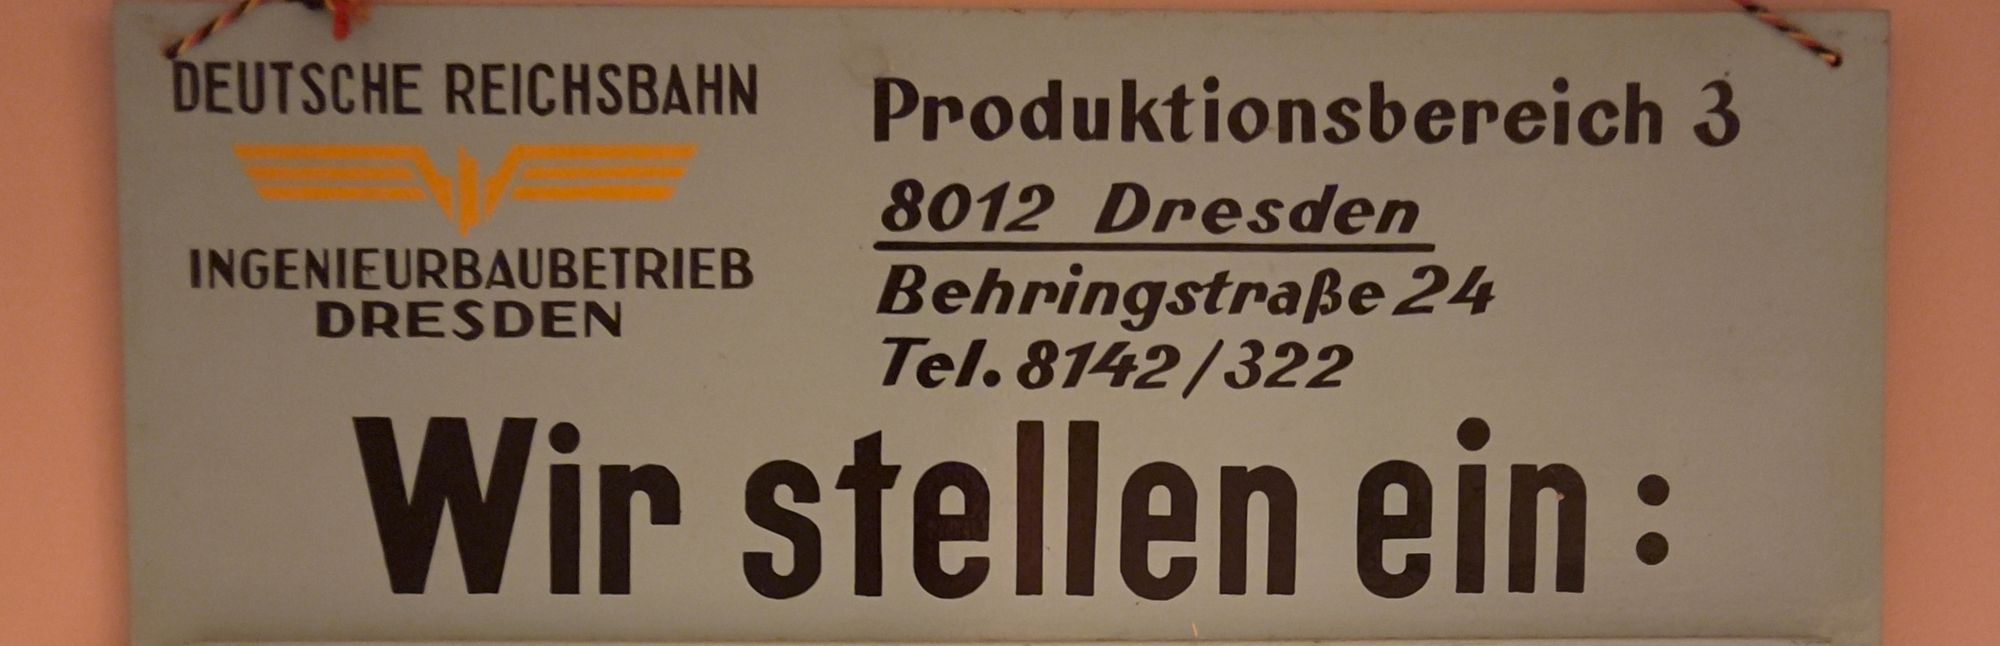 DEUTSCHE REICHSBAHN
INGENIEURBAUBETRIEB
DRESDEN
Produktionsbereich 3
8012 Dresden
Behringstraße 24
Tel. 8142/322
Wir stellen ein: